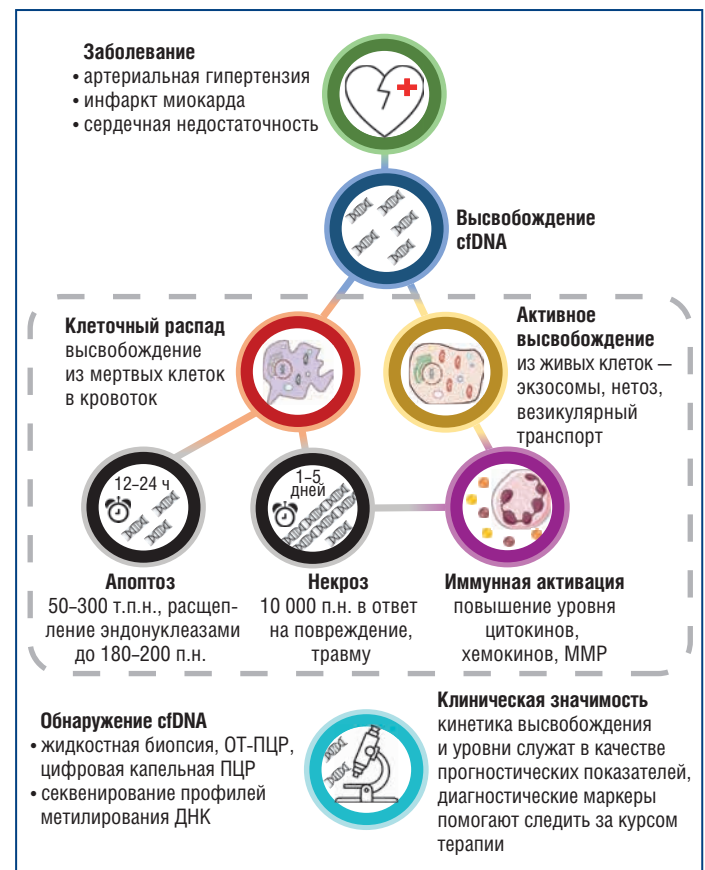 Заболевание
• артериальная гипертензия
• инфаркт миокарда
• сердечная недостаточность
Высвобождение
cfDNA
Клеточный распад
высвобождение
из мертвых клеток
в кровоток
Активное
высвобождение
из живых клеток —
экзосомы, нетоз,
везикулярный
транспорт
12–24 ч
1–5
дней
Апоптоз
50–300 т.п.н., расщеп-
ление эндонуклеазами
до 180–200 п.н.
Некроз
10 000 п.н. в ответ
на повреждение,
травму
Иммунная активация
повышение уровня
цитокинов,
хемокинов, ММР
Обнаружение cfDNA
• жидкостная биопсия, ОТ-ПЦР,
цифровая капельная ПЦР
• секвенирование профилей
метилирования ДНК
Клиническая значимость
кинетика высвобождения
и уровни служат в качестве
прогностических показателей,
диагностические маркеры
помогают следить за курсом
терапии